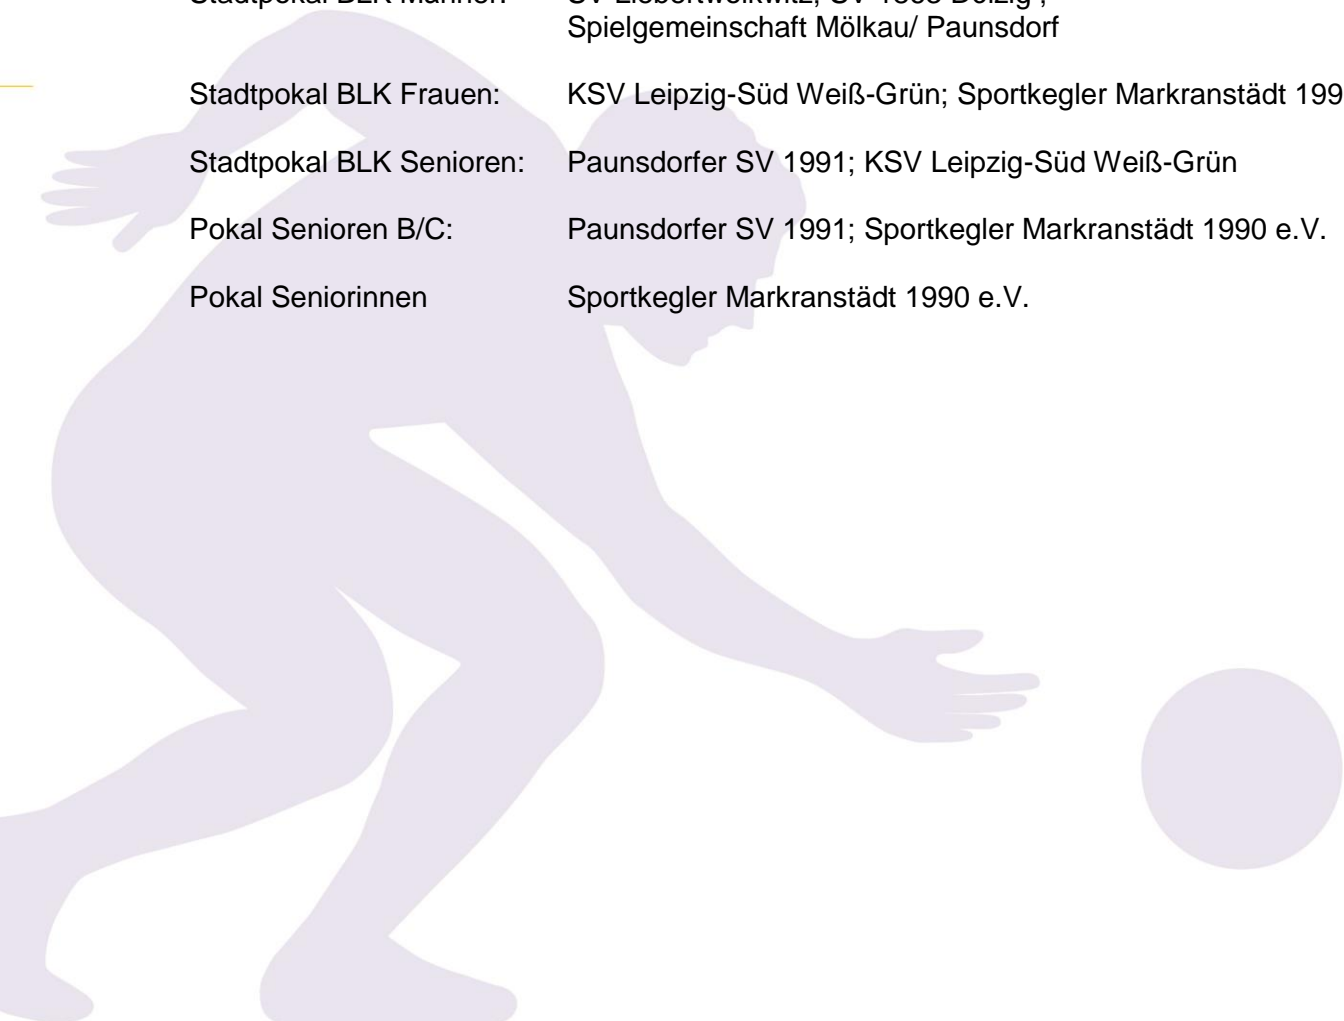 Spielgemeinschaft Mölkau/ Paunsdorf
Stadtpokal BLK Frauen: KSV Leipzig-Süd Weiß-Grün; Sportkegler Markranstädt 199
Stadtpokal BLK Senioren: Paunsdorfer SV 1991; KSV Leipzig-Süd Weiß-Grün
Pokal Senioren B/C: Paunsdorfer SV 1991; Sportkegler Markranstädt 1990 e.V.
Pokal Seniorinnen Sportkegler Markranstädt 1990 e.V.